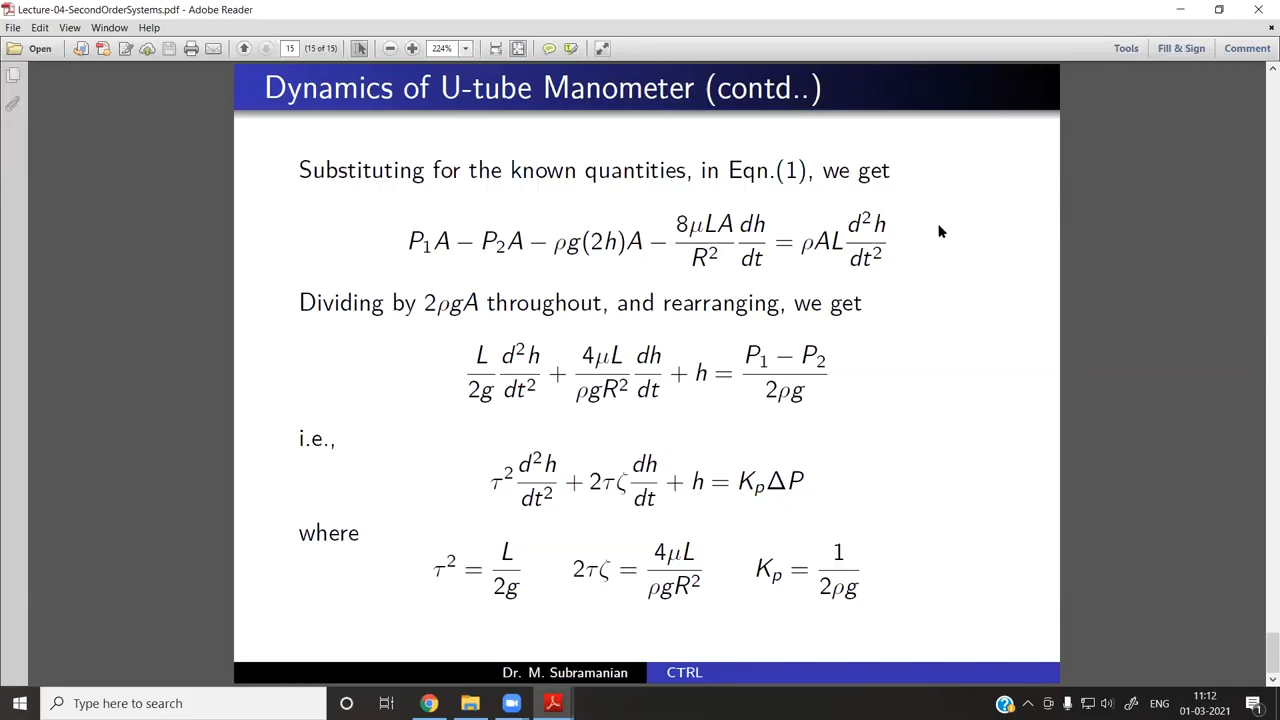 Lecture-04-SecondOrderSystems.pdf - Adobe Reader
File Edit View Window Help
Open 15 (15 of 15) 224% Tools Fill & Sign Comment
Dynamics of U-tube Manometer (contd..)
Substituting for the known quantities, in Eqn.(1), we get
P₁A − P₂A − ρg(2h)A − 8μLA/R² dh/dt = ρAL d²h/dt²
Dividing by 2ρgA throughout, and rearranging, we get
L/2g d²h/dt² + 4μL/ρgR² dh/dt + h = P₁ − P₂/2ρg
i.e.,
τ² d²h/dt² + 2τζ dh/dt + h = KₚΔP
where
τ² = L/2g 2τζ = 4μL/ρgR² Kₚ = 1/2ρg
Dr. M. Subramanian CTRL
Type here to search ENG 11:12
01-03-2021 1